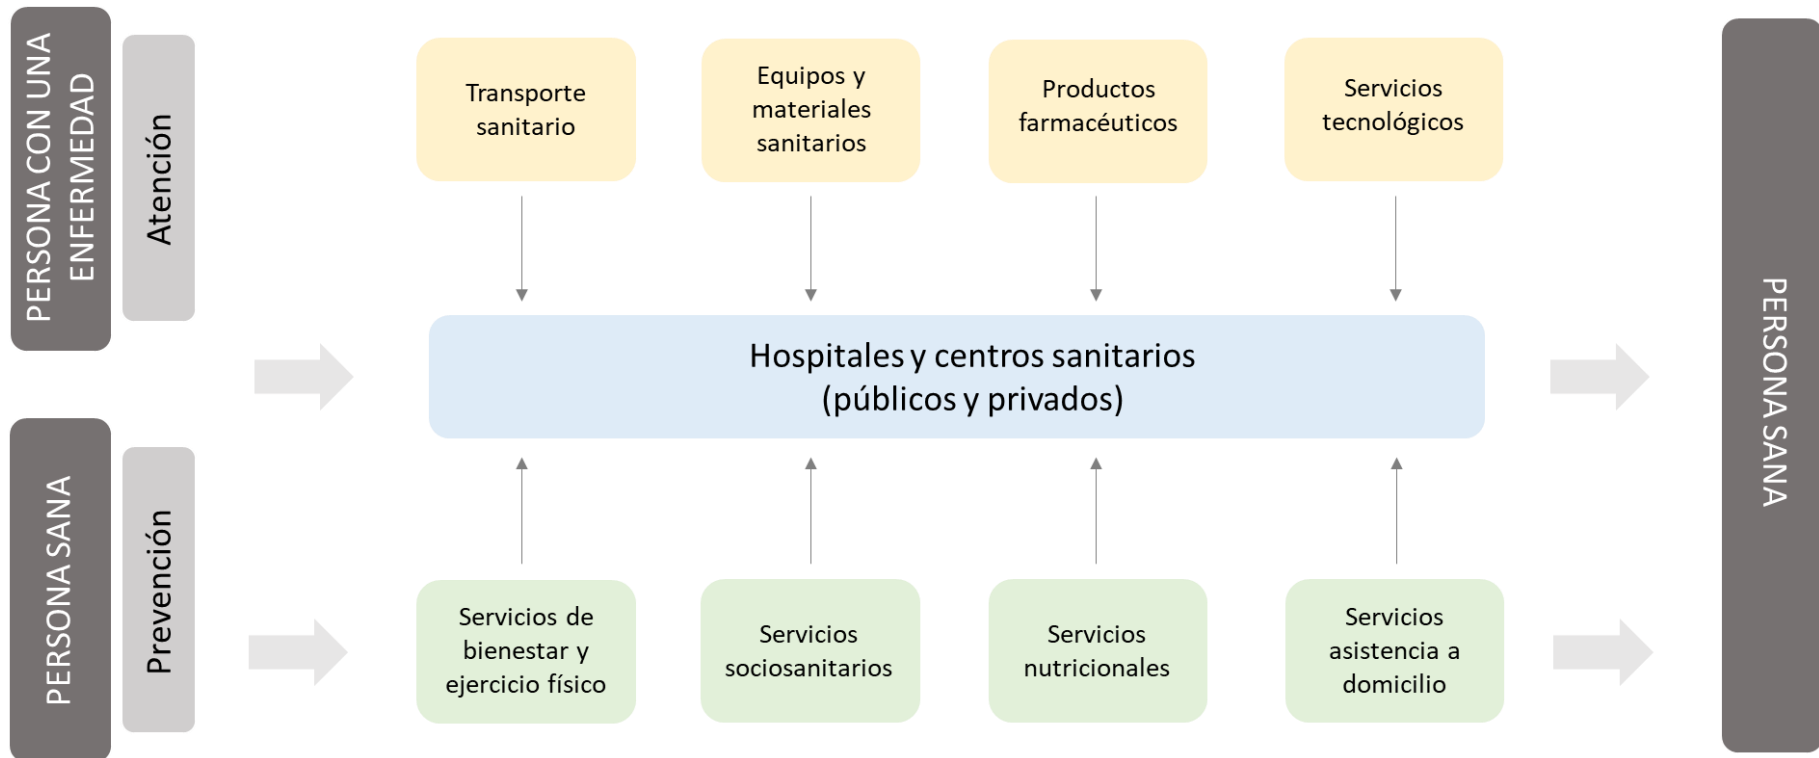 PERSONA CON UNA
ENFERMEDAD
Atención
Transporte
sanitario
Equipos y
materiales
sanitarios
Productos
farmacéuticos
Servicios
tecnológicos
Hospitales y centros sanitarios
(públicos y privados)
PERSONA SANA
PERSONA SANA
Prevención
Servicios de
bienestar y
ejercicio físico
Servicios
sociosanitarios
Servicios
nutricionales
Servicios
asistencia a
domicilio